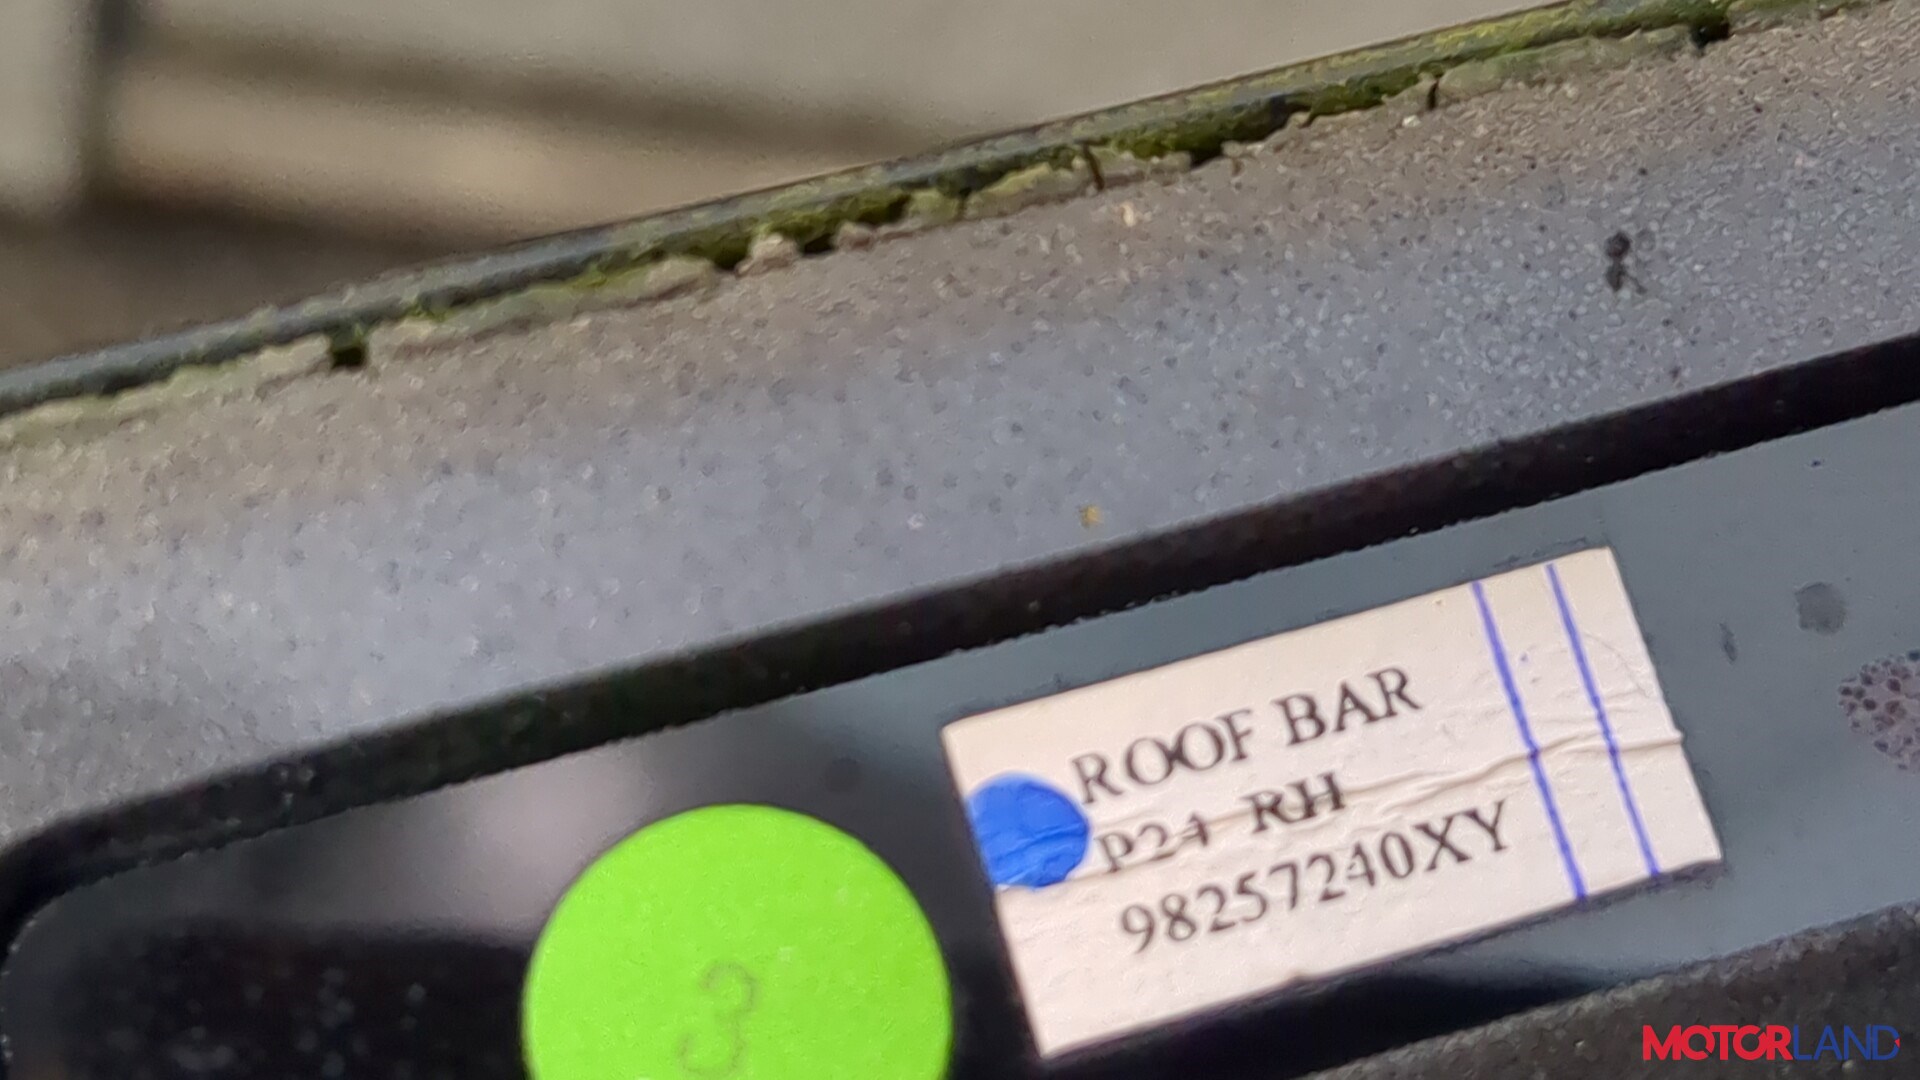 ROOF BAR
P24 RH
98257240XY
3
MOTORLAND